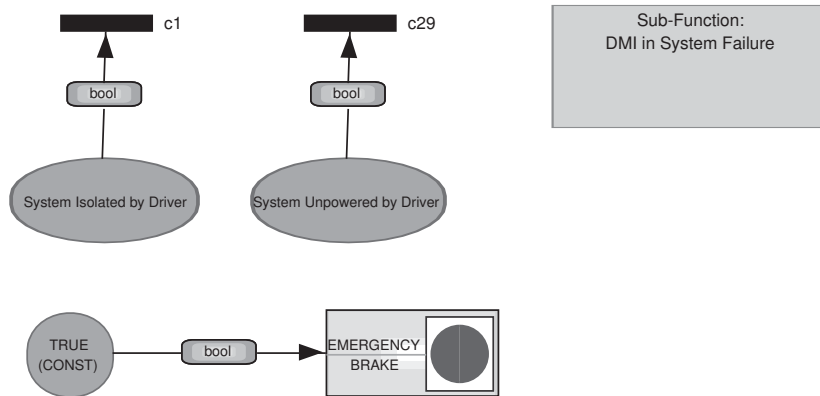 c1
c29
Sub-Function:
DMI in System Failure
bool
bool
System Isolated by Driver
System Unpowered by Driver
TRUE
(CONST)
bool
EMERGENCY
BRAKE